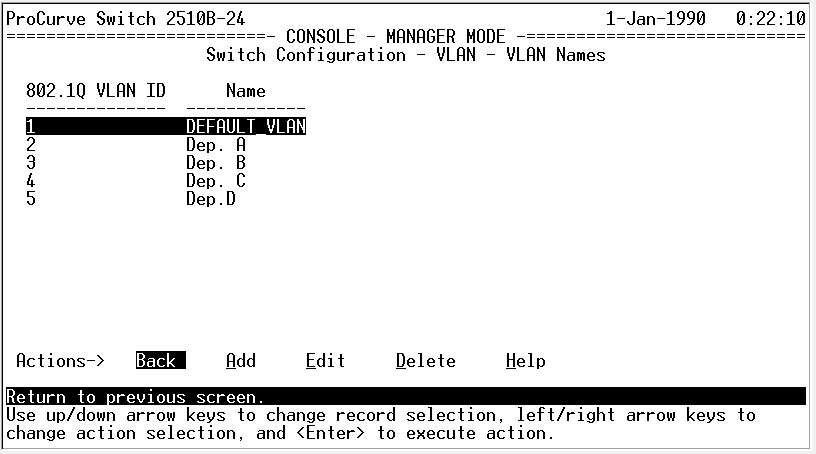 ProCurve Switch 2510B-24 1-Jan-1990 0:22:10
==========================- CONSOLE - MANAGER MODE -============================
Switch Configuration - VLAN - VLAN Names
802.1Q VLAN ID Name
-------------- ------------
1 DEFAULT_VLAN
2 Dep. A
3 Dep. B
4 Dep. C
5 Dep.D
Actions-> Back Add Edit Delete Help
Return to previous screen.
Use up/down arrow keys to change record selection, left/right arrow keys to
change action selection, and <Enter> to execute action.